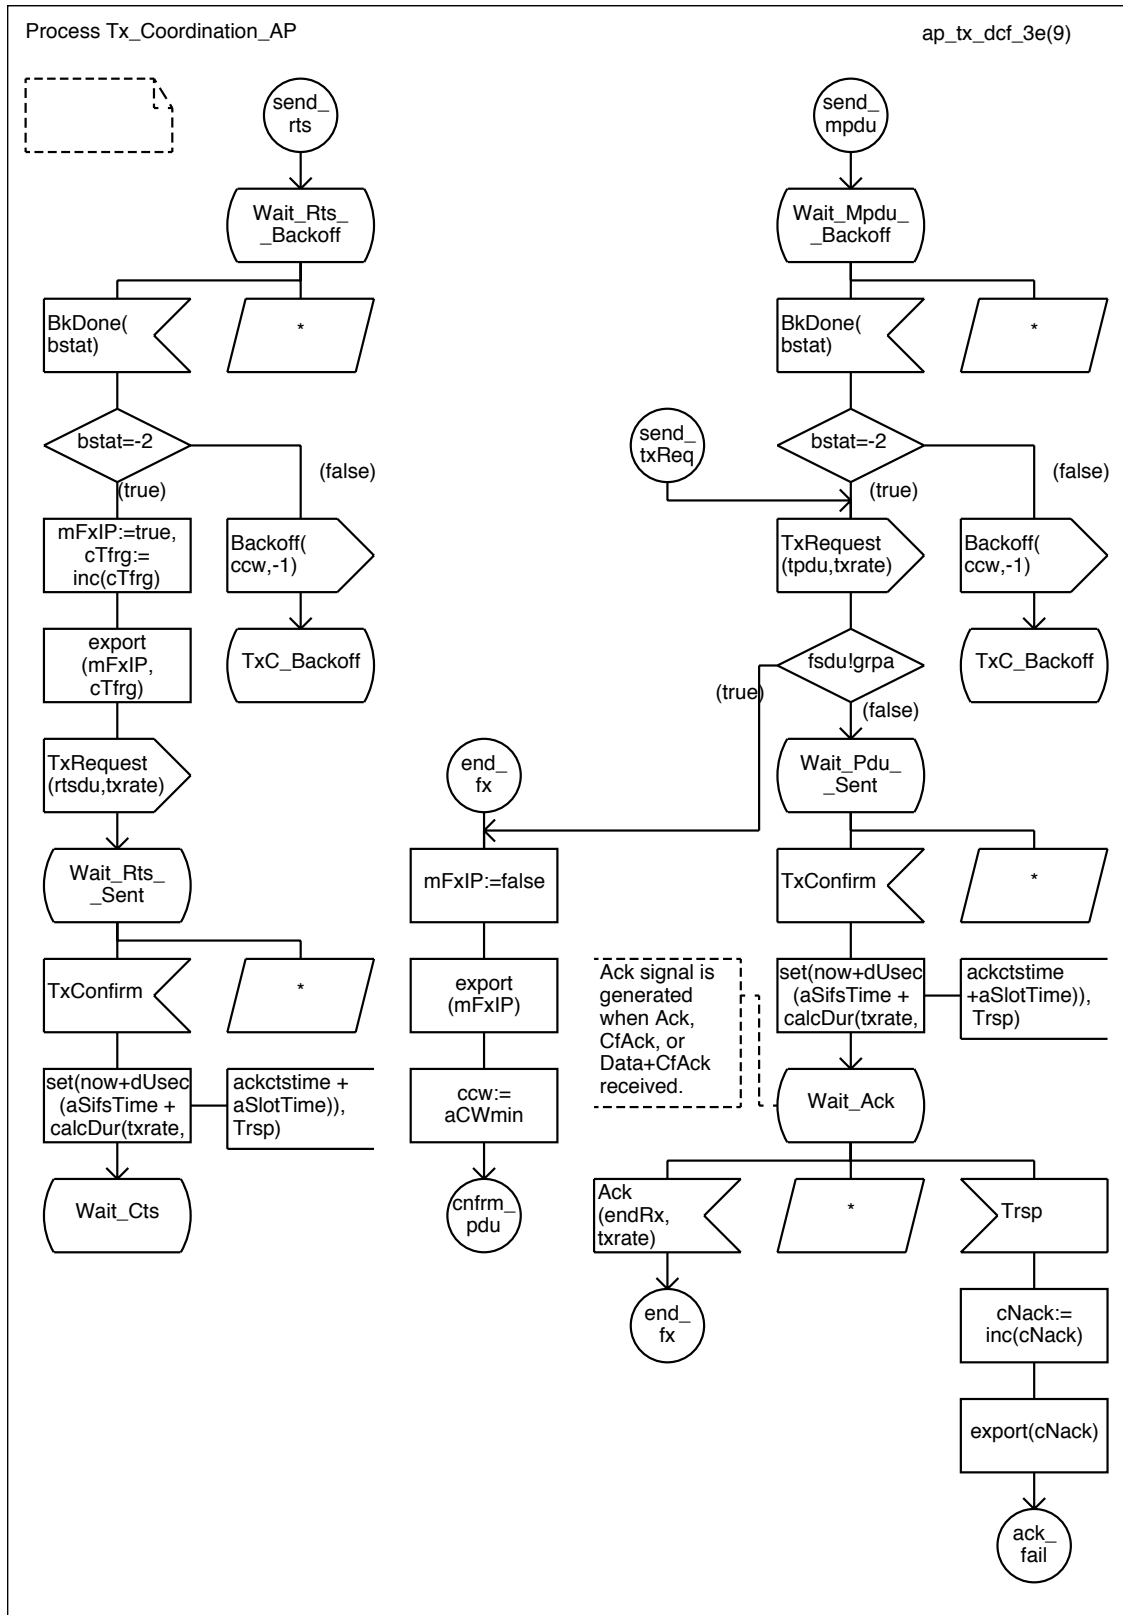 Process Tx_Coordination_AP
ap_tx_dcf_3e(9)
send_
rts
Wait_Rts_
_Backoff
BkDone(
bstat)
*
bstat=-2
(true)
(false)
mFxIP:=true,
cTfrg:=
inc(cTfrg)
Backoff(
ccw,-1)
export
(mFxIP,
cTfrg)
TxC_Backoff
TxRequest
(rtsdu,txrate)
Wait_Rts_
_Sent
TxConfirm
*
set(now+dUsec
(aSifsTime +
calcDur(txrate,
ackctstime +
aSlotTime)),
Trsp)
Wait_Cts
send_
mpdu
Wait_Mpdu_
_Backoff
BkDone(
bstat)
*
send_
txReq
bstat=-2
(true)
(false)
TxRequest
(tpdu,txrate)
Backoff(
ccw,-1)
fsdu!grpa
(true)
(false)
TxC_Backoff
end_
fx
mFxIP:=false
export
(mFxIP)
ccw:=
aCWmin
cnfrm_
pdu
Wait_Pdu_
_Sent
TxConfirm
*
Ack signal is
generated
when Ack,
CfAck, or
Data+CfAck
received.
set(now+dUsec
(aSifsTime +
calcDur(txrate,
ackctstime
+aSlotTime)),
Trsp)
Wait_Ack
Ack
(endRx,
txrate)
*
Trsp
end_
fx
cNack:=
inc(cNack)
export(cNack)
ack_
fail